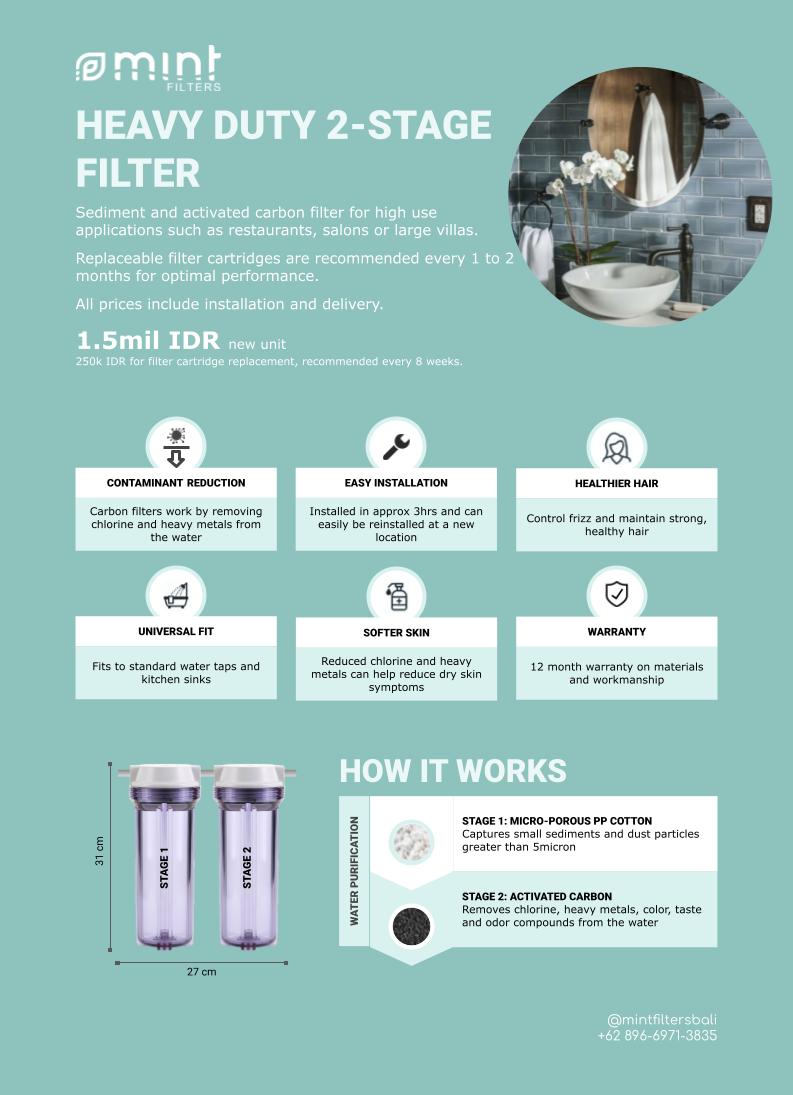 mint
FILTERS
HEAVY DUTY 2-STAGE
FILTER
Sediment and activated carbon filter for high use
applications such as restaurants, salons or large villas.
Replaceable filter cartridges are recommended every 1 to 2
months for optimal performance.
All prices include installation and delivery.
1.5mil IDR new unit
250k IDR for filter cartridge replacement, recommended every 8 weeks.
CONTAMINANT REDUCTION
Carbon filters work by removing
chlorine and heavy metals from
the water
EASY INSTALLATION
Installed in approx 3hrs and can
easily be reinstalled at a new
location
HEALTHIER HAIR
Control frizz and maintain strong,
healthy hair
UNIVERSAL FIT
Fits to standard water taps and
kitchen sinks
SOFTER SKIN
Reduced chlorine and heavy
metals can help reduce dry skin
symptoms
WARRANTY
12 month warranty on materials
and workmanship
31 cm
STAGE 1
STAGE 2
27 cm
HOW IT WORKS
WATER PURIFICATION
STAGE 1: MICRO-POROUS PP COTTON
Captures small sediments and dust particles
greater than 5micron
STAGE 2: ACTIVATED CARBON
Removes chlorine, heavy metals, color, taste
and odor compounds from the water
@mintfiltersbali
+62 896-6971-3835